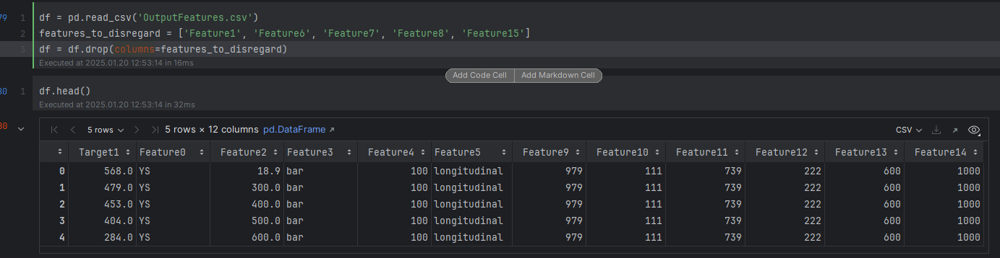 79 1 df = pd.read_csv('OutputFeatures.csv')
2 features_to_disregard = ['Feature1', 'Feature6', 'Feature7', 'Feature8', 'Feature15']
3 df = df.drop(columns=features_to_disregard)
Executed at 2025.01.20 12:53:14 in 16ms
Add Code Cell Add Markdown Cell
80 1 df.head()
Executed at 2025.01.20 12:53:14 in 32ms
80 5 rows 5 rows × 12 columns pd.DataFrame CSV
Target1 Feature0 Feature2 Feature3 Feature4 Feature5 Feature9 Feature10 Feature11 Feature12 Feature13 Feature14
0 568.0 YS 18.9 bar 100 longitudinal 979 111 739 222 600 1000
1 479.0 YS 300.0 bar 100 longitudinal 979 111 739 222 600 1000
2 453.0 YS 400.0 bar 100 longitudinal 979 111 739 222 600 1000
3 404.0 YS 500.0 bar 100 longitudinal 979 111 739 222 600 1000
4 284.0 YS 600.0 bar 100 longitudinal 979 111 739 222 600 1000